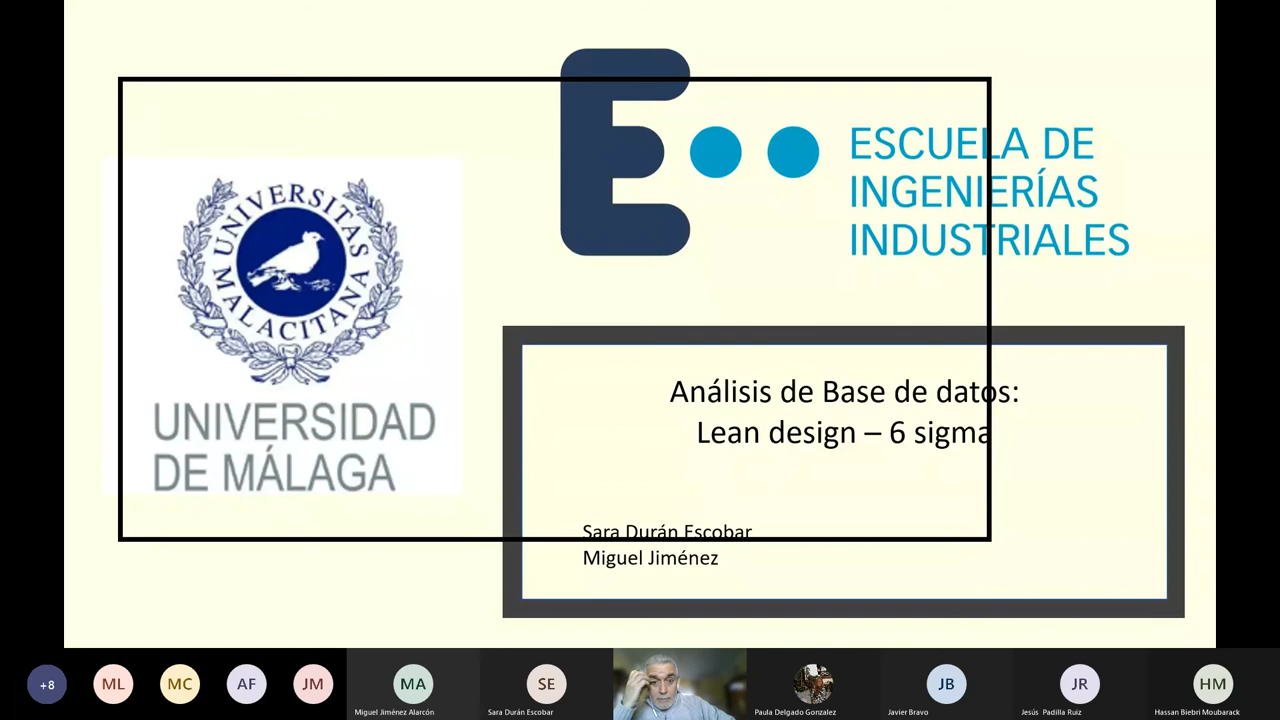 UNIVERSITAS MALACITANA
UNIVERSIDAD
DE MÁLAGA
ESCUELA DE
INGENIERÍAS
INDUSTRIALES
Análisis de Base de datos:
Lean design – 6 sigma
Sara Durán Escobar
Miguel Jiménez
+8
ML
MC
AF
JM
MA
Miguel Jiménez Alarcón
SE
Sara Durán Escobar
Paula Delgado Gonzalez
JB
Javier Bravo
JR
Jesús Padilla Ruiz
HM
Hassan Biebri Moubarack